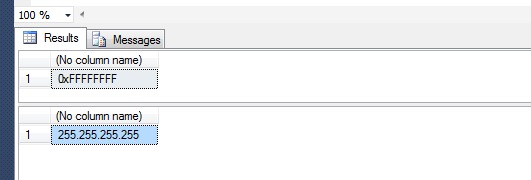 100 %
Results Messages
(No column name)
1 0xFFFFFFFF
(No column name)
1 255.255.255.255